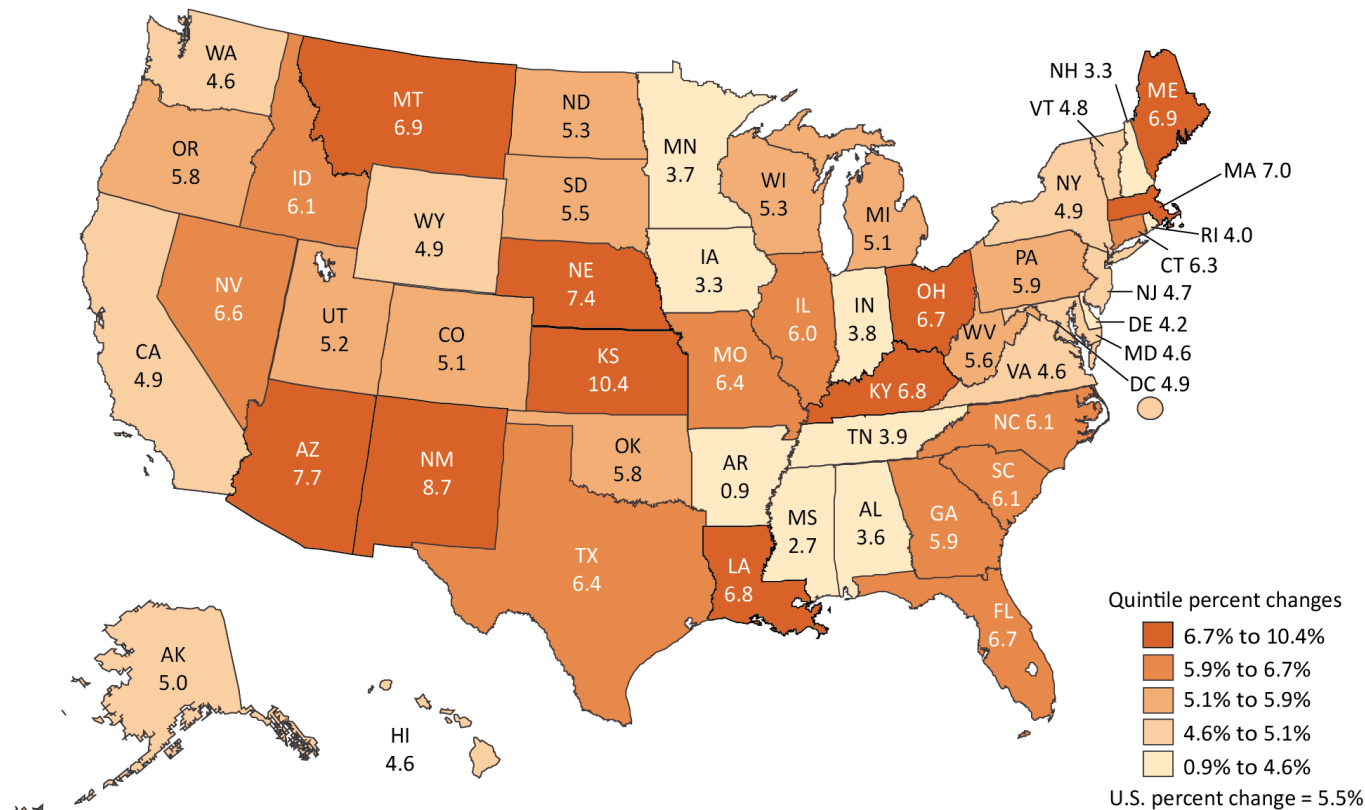 WA
4.6
OR
5.8
CA
4.9
ID
6.1
NV
6.6
MT
6.9
WY
4.9
UT
5.2
CO
5.1
AZ
7.7
NM
8.7
ND
5.3
SD
5.5
NE
7.4
KS
10.4
OK
5.8
TX
6.4
MN
3.7
IA
3.3
MO
6.4
AR
0.9
LA
6.8
WI
5.3
IL
6.0
MI
5.1
IN
3.8
OH
6.7
KY 6.8
TN 3.9
MS
2.7
AL
3.6
GA
5.9
FL
6.7
SC
6.1
NC 6.1
VA 4.6
WV
5.6
PA
5.9
NY
4.9
NH 3.3
VT 4.8
ME
6.9
MA 7.0
RI 4.0
CT 6.3
NJ 4.7
DE 4.2
MD 4.6
DC 4.9
AK
5.0
HI
4.6
Quintile percent changes
6.7% to 10.4%
5.9% to 6.7%
5.1% to 5.9%
4.6% to 5.1%
0.9% to 4.6%
U.S. percent change = 5.5%